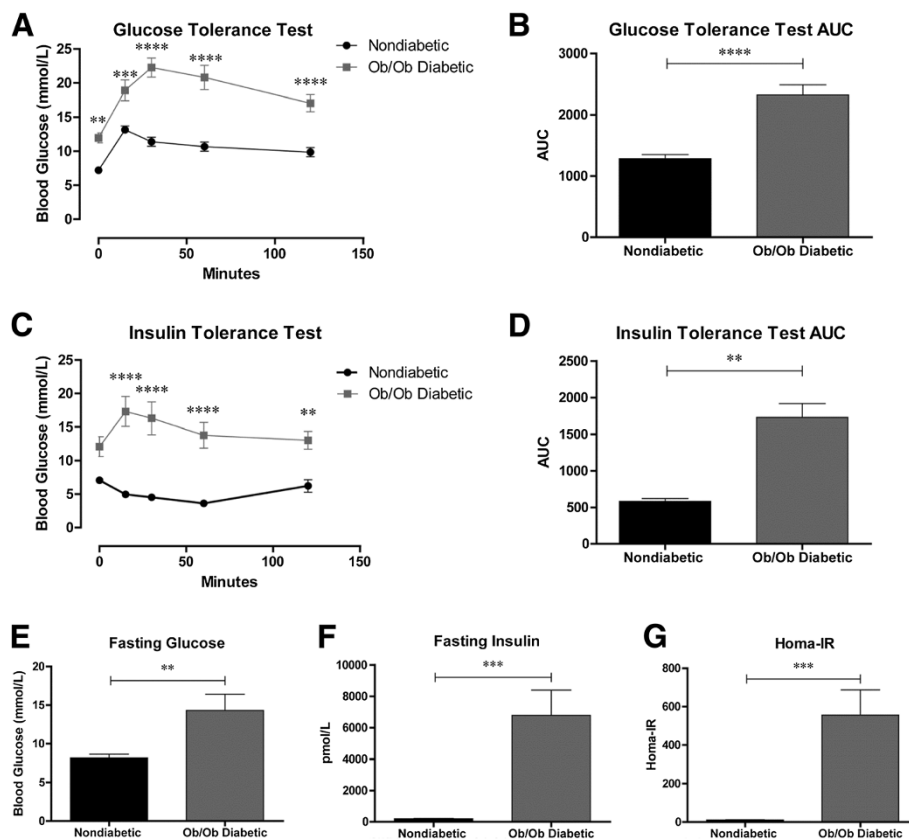 A
Glucose Tolerance Test
Blood Glucose (mmol/L)
25
20
15
10
5
0
**
***
****
****
****
Nondiabetic
Ob/Ob Diabetic
0
50
100
150
Minutes
B
Glucose Tolerance Test AUC
****
AUC
3000
2000
1000
0
Nondiabetic
Ob/Ob Diabetic
C
Insulin Tolerance Test
Blood Glucose (mmol/L)
25
20
15
10
5
0
****
****
****
**
Nondiabetic
Ob/Ob Diabetic
0
50
100
150
Minutes
D
Insulin Tolerance Test AUC
**
AUC
2500
2000
1500
1000
500
0
Nondiabetic
Ob/Ob Diabetic
E
Fasting Glucose
**
Blood Glucose (mmol/L)
20
15
10
5
0
Nondiabetic
Ob/Ob Diabetic
F
Fasting Insulin
***
pmol/L
10000
8000
6000
4000
2000
0
Nondiabetic
Ob/Ob Diabetic
G
Homa-IR
***
Homa-IR
800
600
400
200
0
Nondiabetic
Ob/Ob Diabetic